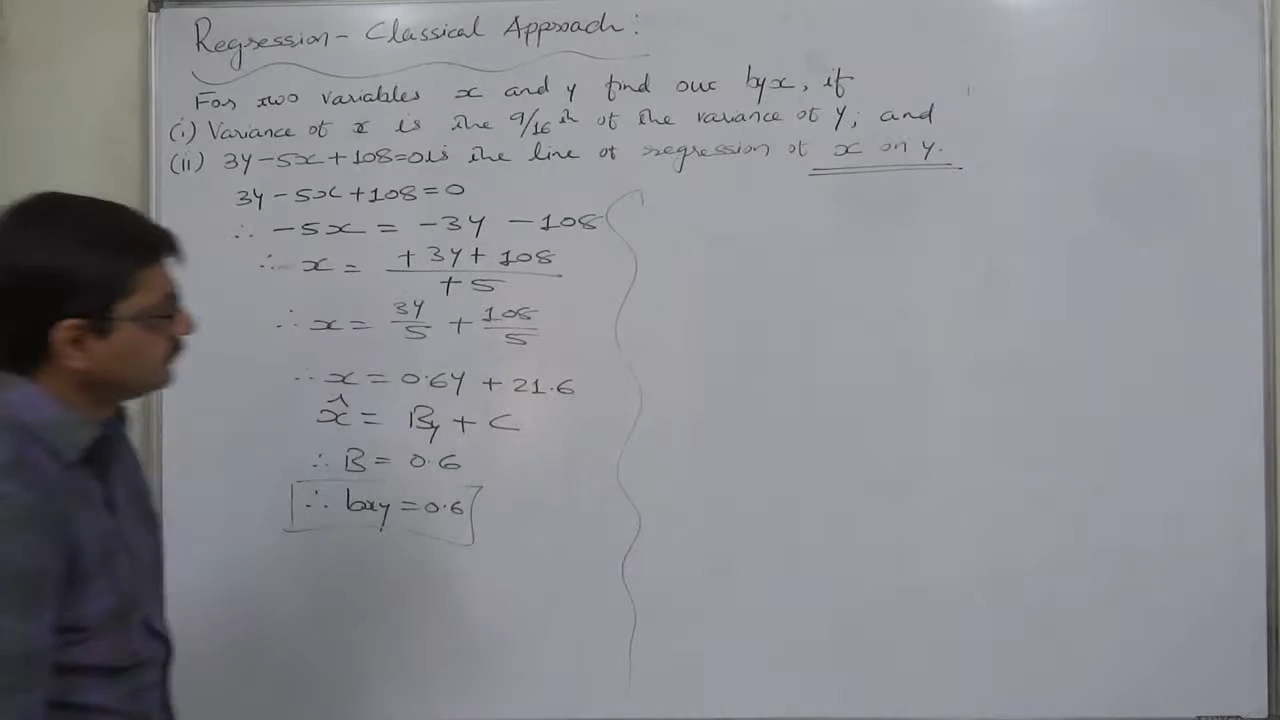 Regression - Classical Approach:
For two variables x and y find out byx, if
(i) Variance of x is the 9/16 th of the variance of Y; and
(ii) 3Y - 5x + 108 = 0 is the line of regression of x on y.
3Y - 5x + 108 = 0
∴ -5x = -3Y - 108
∴ x = +3Y + 108 / +5
∴ x = 3Y/5 + 108/5
∴ x = 0.6Y + 21.6
x̂ = By + C
∴ B = 0.6
∴ bxy = 0.6